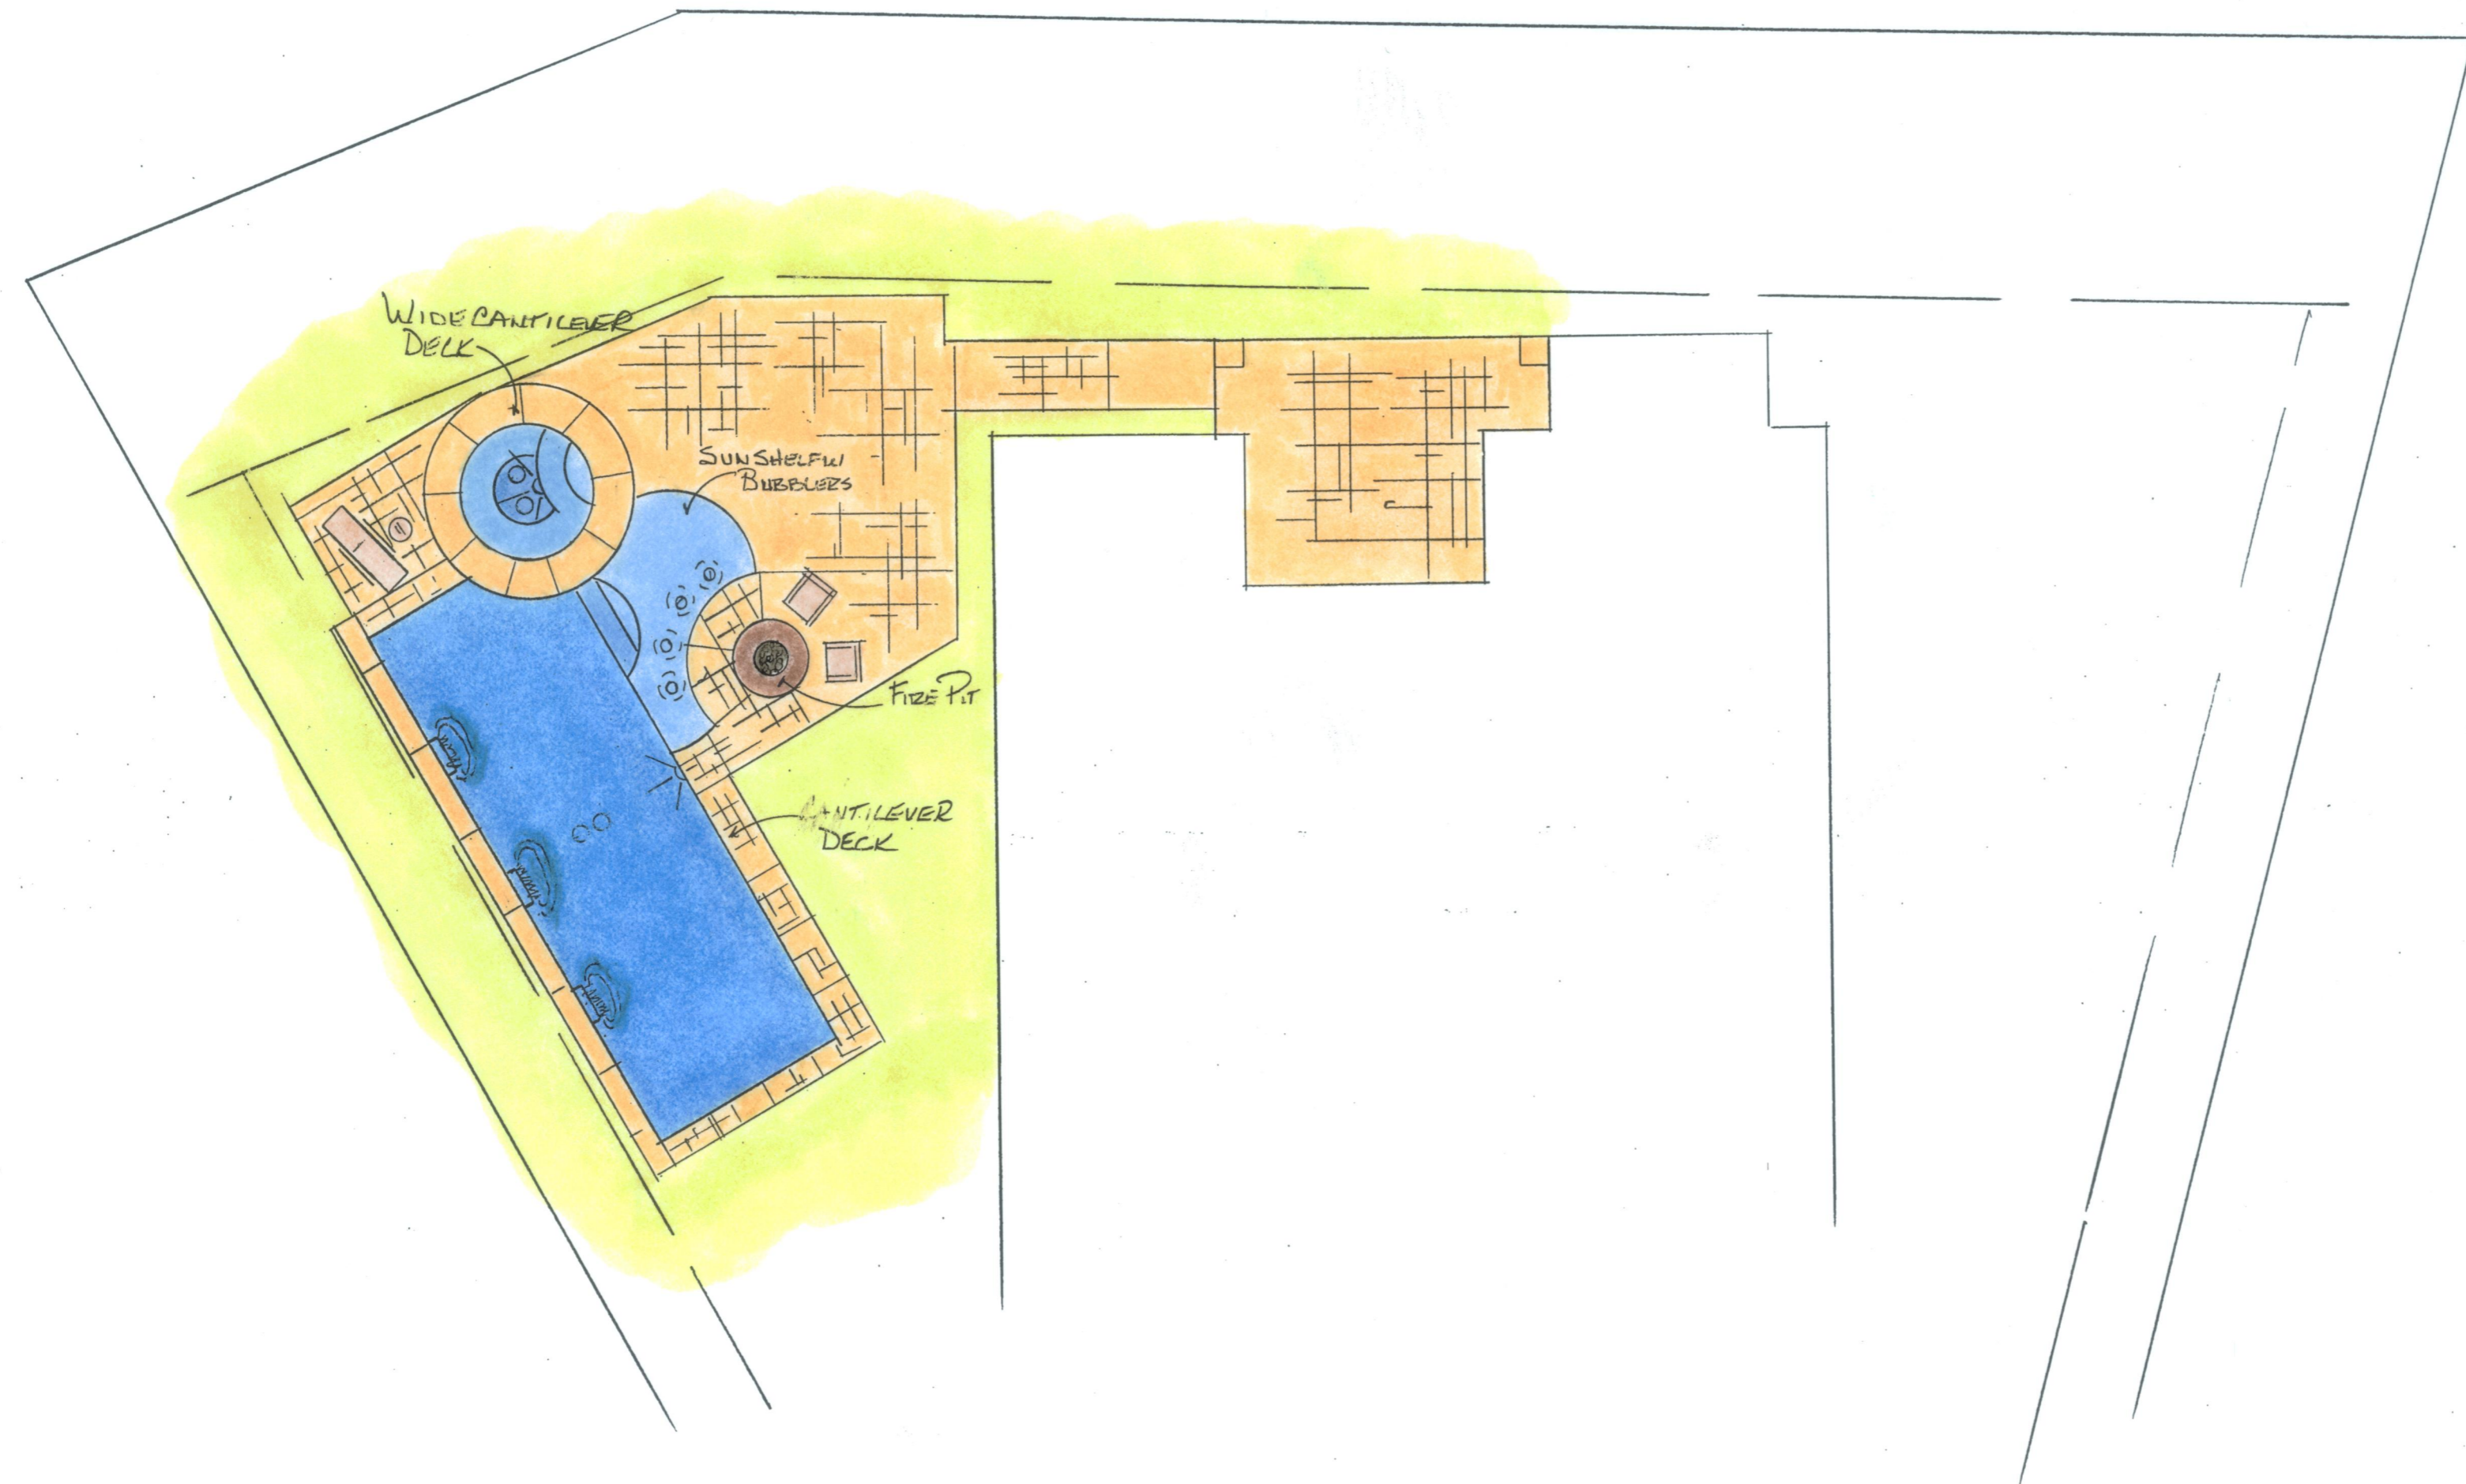 WIDE CANTILEVER
DECK
SUN SHELF W/
BUBBLERS
FIRE PIT
CANTILEVER
DECK